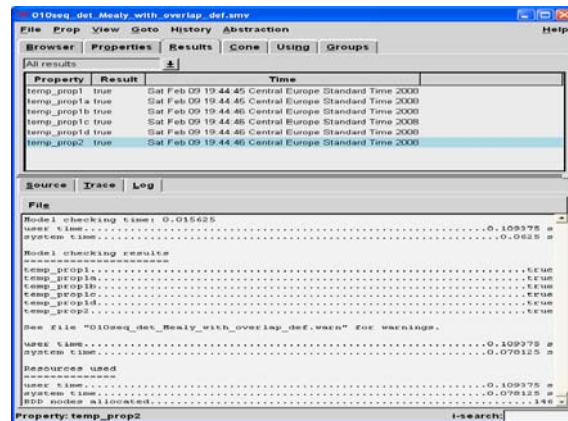 010seq_det_Mealy_with_overlap_def.smv
File Prop View Goto History Abstraction Help
Browser Properties Results Cone Using Groups
All results
Property Result Time
temp_prop1 true Sat Feb 09 19:44:45 Central Europe Standard Time 2008
temp_prop1a true Sat Feb 09 19:44:45 Central Europe Standard Time 2008
temp_prop1b true Sat Feb 09 19:44:46 Central Europe Standard Time 2008
temp_prop1c true Sat Feb 09 19:44:46 Central Europe Standard Time 2008
temp_prop1d true Sat Feb 09 19:44:46 Central Europe Standard Time 2008
temp_prop2 true Sat Feb 09 19:44:46 Central Europe Standard Time 2008
Source Trace Log
File
Model checking time: 0.015625
user time...0.109375 s
system time...0.0625 s
Model checking results
======================
temp_prop1...true
temp_prop1a...true
temp_prop1b...true
temp_prop1c...true
temp_prop1d...true
temp_prop2...true
See file "010seq_det_Mealy_with_overlap_def.warn" for warnings.
user time...0.109375 s
system time...0.078125 s
Resources used
==============
user time...0.109375 s
system time...0.078125 s
BDD nodes allocated...146
Property: temp_prop2 i-search: